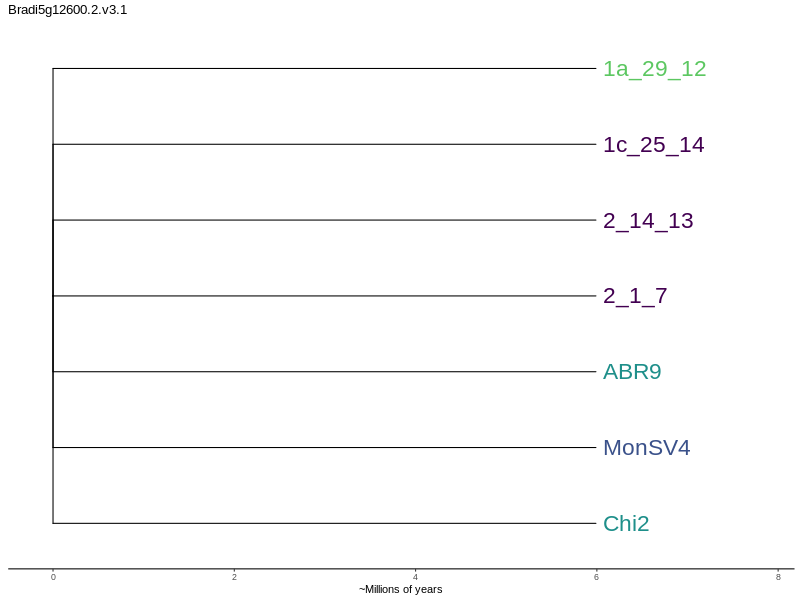 Bradi5g12600.2.v3.1
1a_29_12
1c_25_14
2_14_13
2_1_7
ABR9
MonSV4
Chi2
0 2 4 6 8
~Millions of years